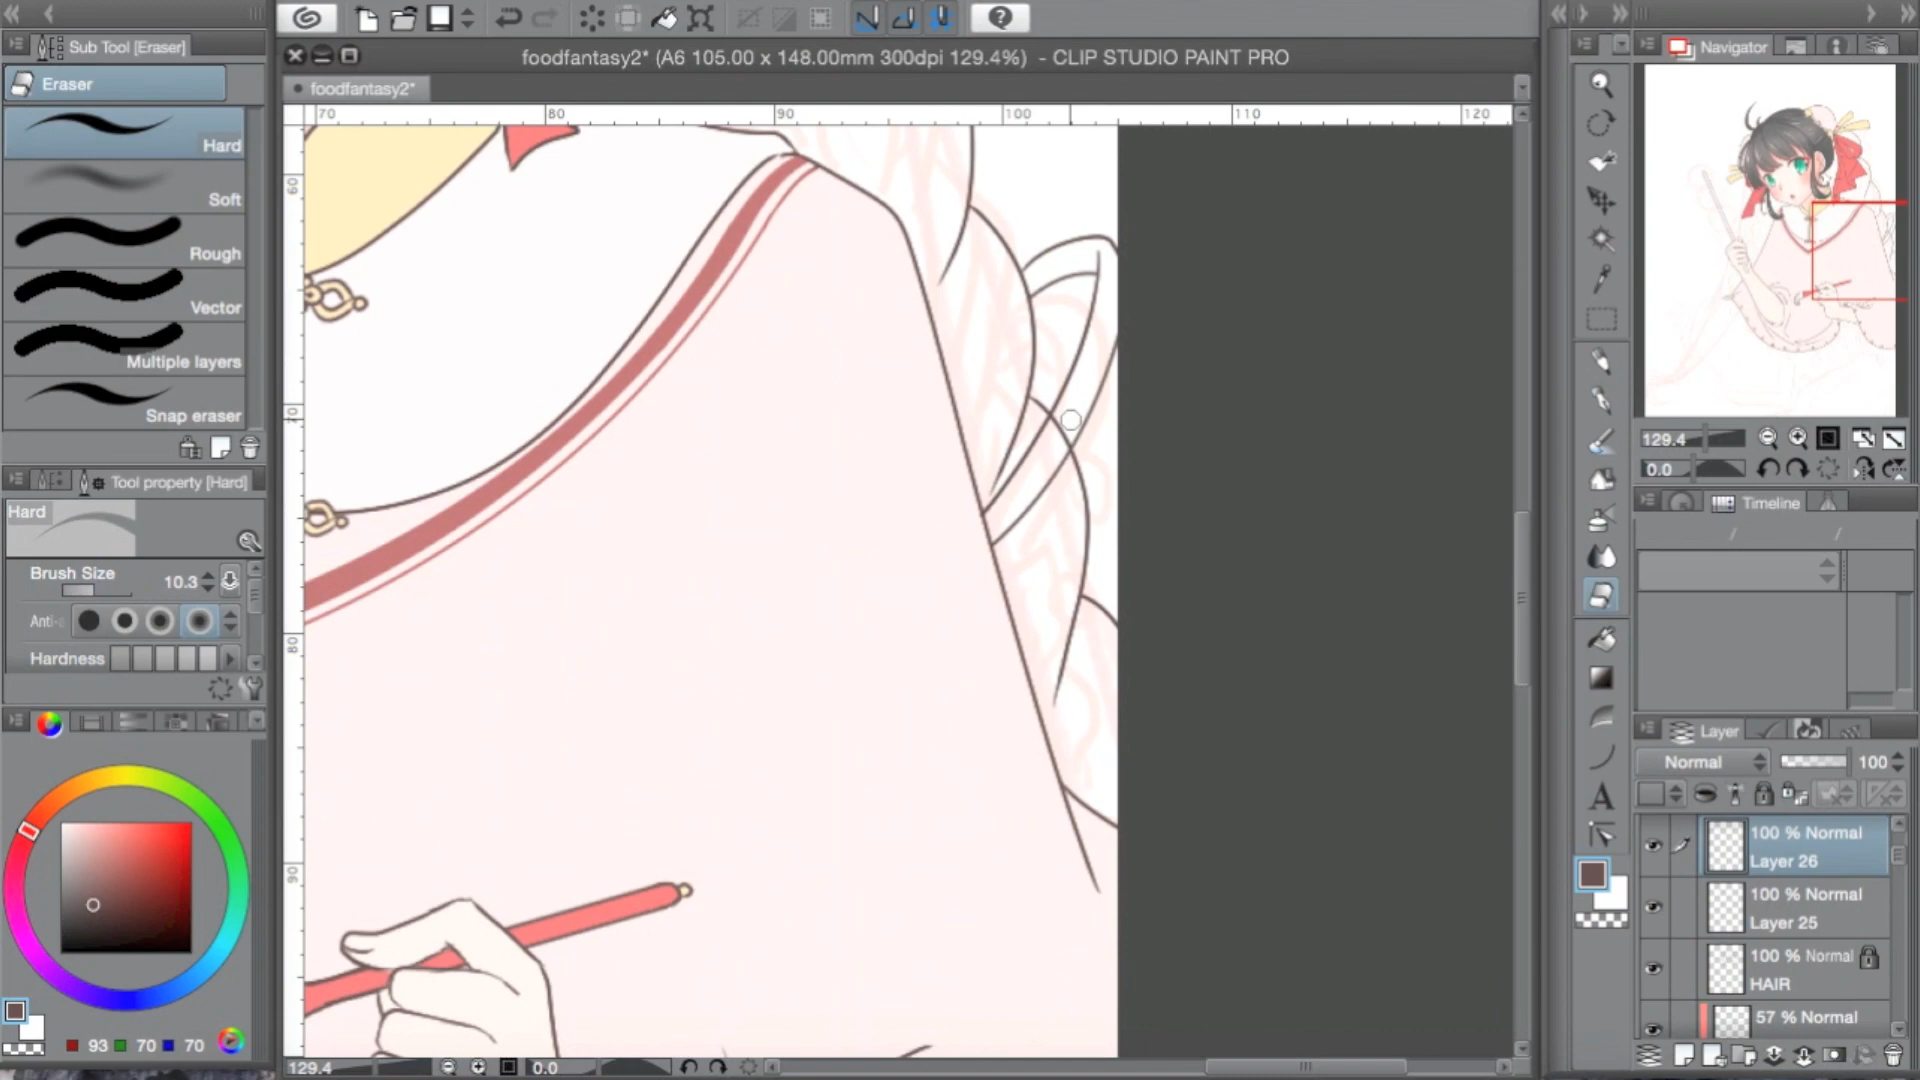 Sub Tool [Eraser]
Eraser
Hard
Soft
Rough
Vector
Multiple layers
Snap eraser
Tool property [Hard]
Hard
Brush Size 10.3
Anti-
Hardness
93 70 70
foodfantasy2* (A6 105.00 x 148.00mm 300dpi 129.4%) - CLIP STUDIO PAINT PRO
foodfantasy2*
70 80 90 100 110 120
60
70
80
90
129.4 0.0
Navigator
129.4
0.0
Timeline
/ /
Layer
Normal 100
100 % Normal
Layer 26
100 % Normal
Layer 25
100 % Normal
HAIR
57 % Normal